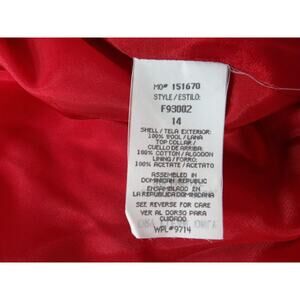 MO# 151670
STYLE/ESTILO:
F93002
14
SHELL/TELA EXTERIOR:
100% WOOL/LANA
TOP COLLAR/
CUELLO DE ARRIBA:
100% COTTON/ALGODON
LINING/FORRO:
100% ACETATE/ACETATO
ASSEMBLED IN
DOMINICAN REPUBLIC
ENSAMBLADO EN
LA REPUBLICA DOMINICANA
SEE REVERSE FOR CARE
VER AL DORSO PARA
CUIDADO
WPL#9714